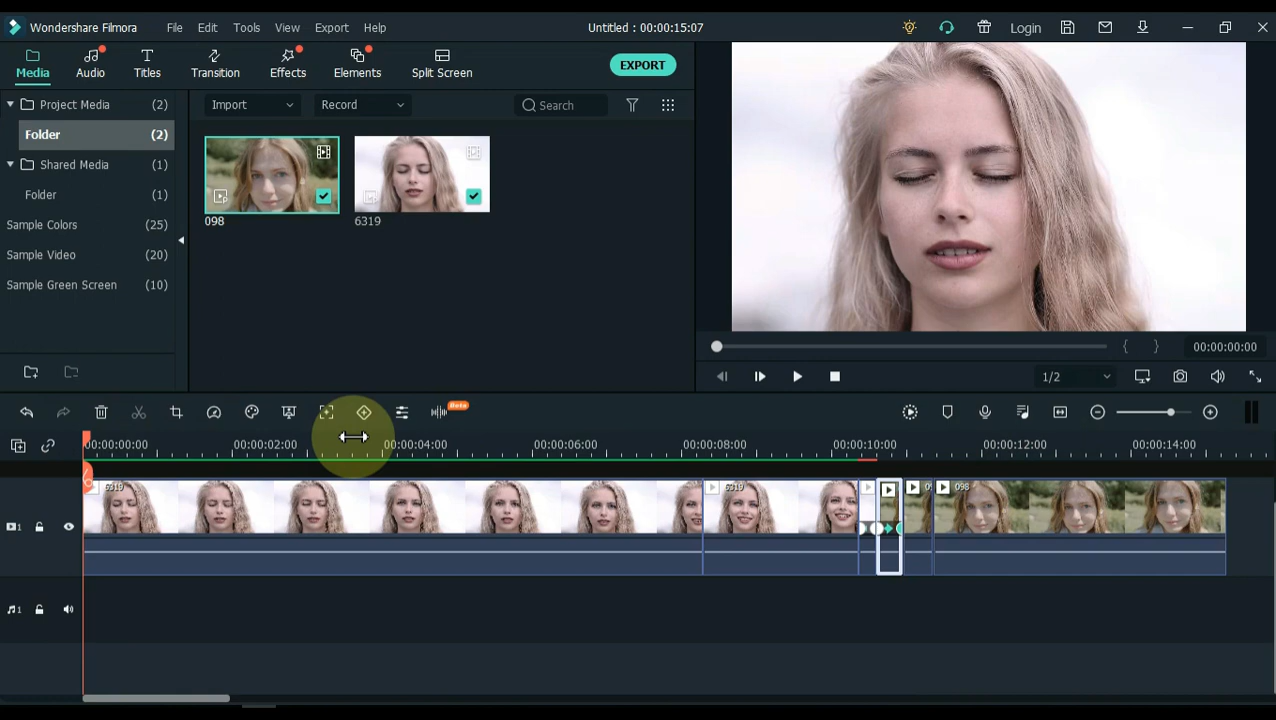 Wondershare Filmora File Edit Tools View Export Help Untitled : 00:00:15:07 Login
Media Audio Titles Transition Effects Elements Split Screen EXPORT
Project Media (2) Import Record Search
Folder (2)
Shared Media (1)
Folder (1)
098 6319
Sample Colors (25)
Sample Video (20)
Sample Green Screen (10)
{ } 00:00:00:00
1/2
Beta
00:00:00:00 00:00:02:00 00:00:04:00 00:00:06:00 00:00:08:00 00:00:10:00 00:00:12:00 00:00:14:00
6319 6319 098
1
1